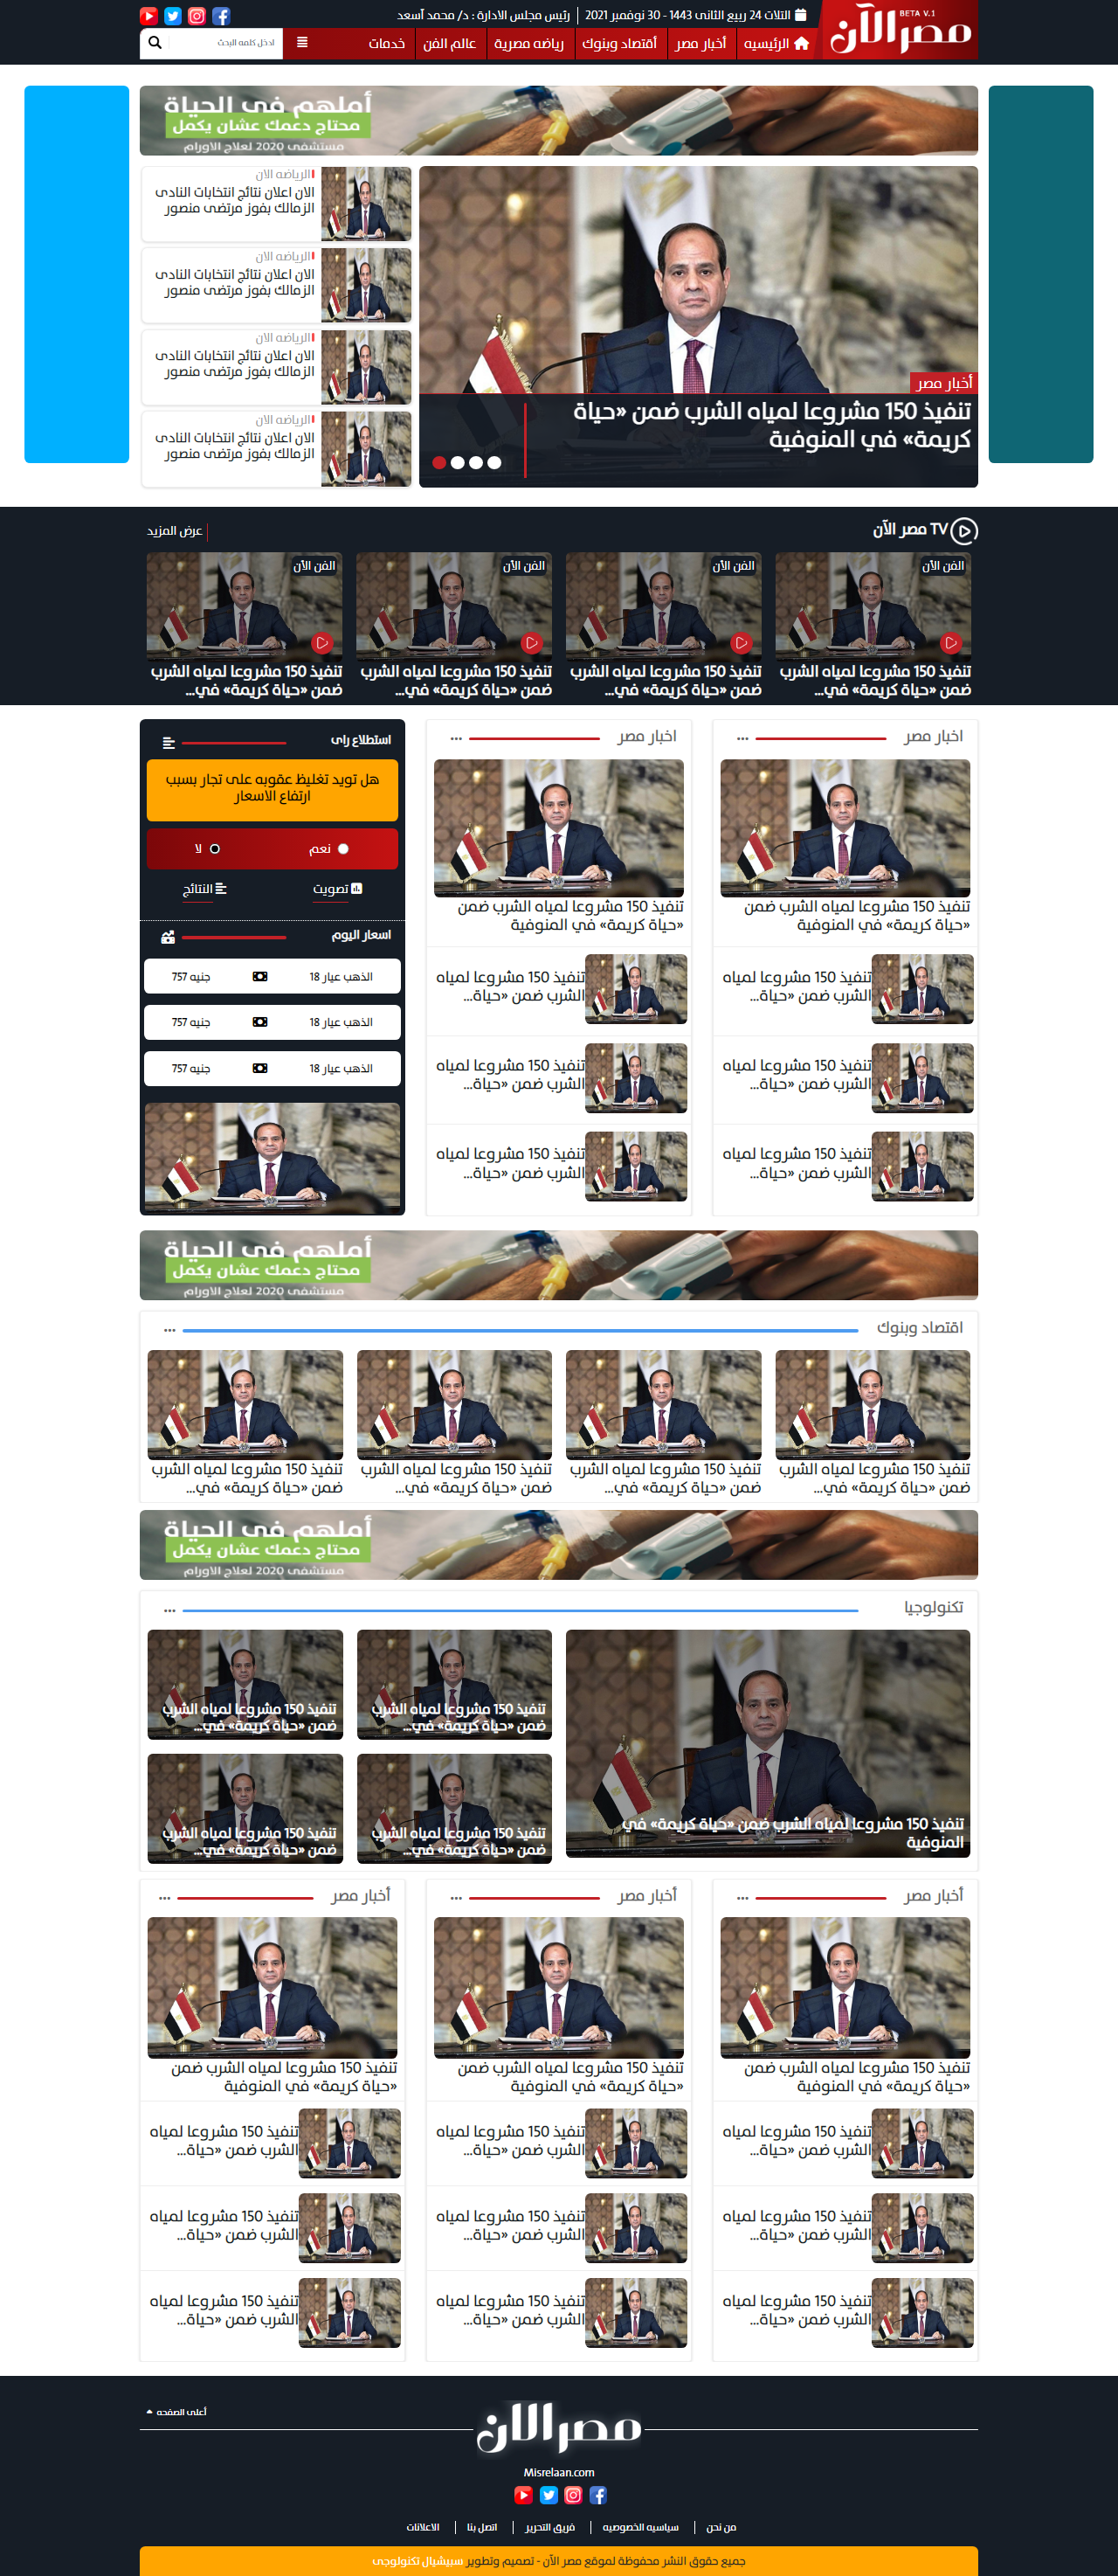 BETA V.1
مصر الآن
الثلاث 24 ربيع الثانى 1443 - 30 نوفمبر 2021
رئيس مجلس الادارة : د/ محمد أسعد
الرئيسيه
أخبار مصر
أقتصاد وبنوك
رياضه مصرية
عالم الفن
خدمات
ادخل كلمه البحث
أملهم في الحياة
محتاج دعمك عشان يكمل
مستشفى 2020 لعلاج الاورام
أخبار مصر
تنفيذ 150 مشروعا لمياه الشرب ضمن «حياة
كريمة» في المنوفية
الرياضه الان
الان اعلان نتائج انتخابات النادى
الزمالك بفوز مرتضى منصور
الرياضه الان
الان اعلان نتائج انتخابات النادى
الزمالك بفوز مرتضى منصور
الرياضه الان
الان اعلان نتائج انتخابات النادى
الزمالك بفوز مرتضى منصور
الرياضه الان
الان اعلان نتائج انتخابات النادى
الزمالك بفوز مرتضى منصور
TV مصر الآن
عرض المزيد
الفن الآن
تنفيذ 150 مشروعا لمياه الشرب
ضمن «حياة كريمة» في...
الفن الآن
تنفيذ 150 مشروعا لمياه الشرب
ضمن «حياة كريمة» في...
الفن الآن
تنفيذ 150 مشروعا لمياه الشرب
ضمن «حياة كريمة» في...
الفن الآن
تنفيذ 150 مشروعا لمياه الشرب
ضمن «حياة كريمة» في...
اخبار مصر
تنفيذ 150 مشروعا لمياه الشرب ضمن
«حياة كريمة» في المنوفية
تنفيذ 150 مشروعا لمياه
الشرب ضمن «حياة...
تنفيذ 150 مشروعا لمياه
الشرب ضمن «حياة...
تنفيذ 150 مشروعا لمياه
الشرب ضمن «حياة...
اخبار مصر
تنفيذ 150 مشروعا لمياه الشرب ضمن
«حياة كريمة» في المنوفية
تنفيذ 150 مشروعا لمياه
الشرب ضمن «حياة...
تنفيذ 150 مشروعا لمياه
الشرب ضمن «حياة...
تنفيذ 150 مشروعا لمياه
الشرب ضمن «حياة...
استطلاع راى
هل تويد تغليظ عقوبه على تجار بسبب
ارتفاع الاسعار
نعم
لا
تصويت
النتائج
اسعار اليوم
الذهب عيار 18
جنيه 757
الذهب عيار 18
جنيه 757
الذهب عيار 18
جنيه 757
أملهم في الحياة
محتاج دعمك عشان يكمل
مستشفى 2020 لعلاج الاورام
اقتصاد وبنوك
تنفيذ 150 مشروعا لمياه الشرب
ضمن «حياة كريمة» في...
تنفيذ 150 مشروعا لمياه الشرب
ضمن «حياة كريمة» في...
تنفيذ 150 مشروعا لمياه الشرب
ضمن «حياة كريمة» في...
تنفيذ 150 مشروعا لمياه الشرب
ضمن «حياة كريمة» في...
أملهم في الحياة
محتاج دعمك عشان يكمل
مستشفى 2020 لعلاج الاورام
تكنولوجيا
تنفيذ 150 مشروعا لمياه الشرب ضمن «حياة كريمة» في
المنوفية
تنفيذ 150 مشروعا لمياه الشرب
ضمن «حياة كريمة» في...
تنفيذ 150 مشروعا لمياه الشرب
ضمن «حياة كريمة» في...
تنفيذ 150 مشروعا لمياه الشرب
ضمن «حياة كريمة» في...
تنفيذ 150 مشروعا لمياه الشرب
ضمن «حياة كريمة» في...
أخبار مصر
تنفيذ 150 مشروعا لمياه الشرب ضمن
«حياة كريمة» في المنوفية
تنفيذ 150 مشروعا لمياه
الشرب ضمن «حياة...
تنفيذ 150 مشروعا لمياه
الشرب ضمن «حياة...
تنفيذ 150 مشروعا لمياه
الشرب ضمن «حياة...
أخبار مصر
تنفيذ 150 مشروعا لمياه الشرب ضمن
«حياة كريمة» في المنوفية
تنفيذ 150 مشروعا لمياه
الشرب ضمن «حياة...
تنفيذ 150 مشروعا لمياه
الشرب ضمن «حياة...
تنفيذ 150 مشروعا لمياه
الشرب ضمن «حياة...
أخبار مصر
تنفيذ 150 مشروعا لمياه الشرب ضمن
«حياة كريمة» في المنوفية
تنفيذ 150 مشروعا لمياه
الشرب ضمن «حياة...
تنفيذ 150 مشروعا لمياه
الشرب ضمن «حياة...
تنفيذ 150 مشروعا لمياه
الشرب ضمن «حياة...
أعلى الصفحه
مصر الآن
Misrelaan.com
من نحن
سياسيه الخصوصيه
فريق التحرير
اتصل بنا
الاعلانات
جميع حقوق النشر محفوظة لموقع مصر الآن - تصميم وتطوير سبيشيال تكنولوجى